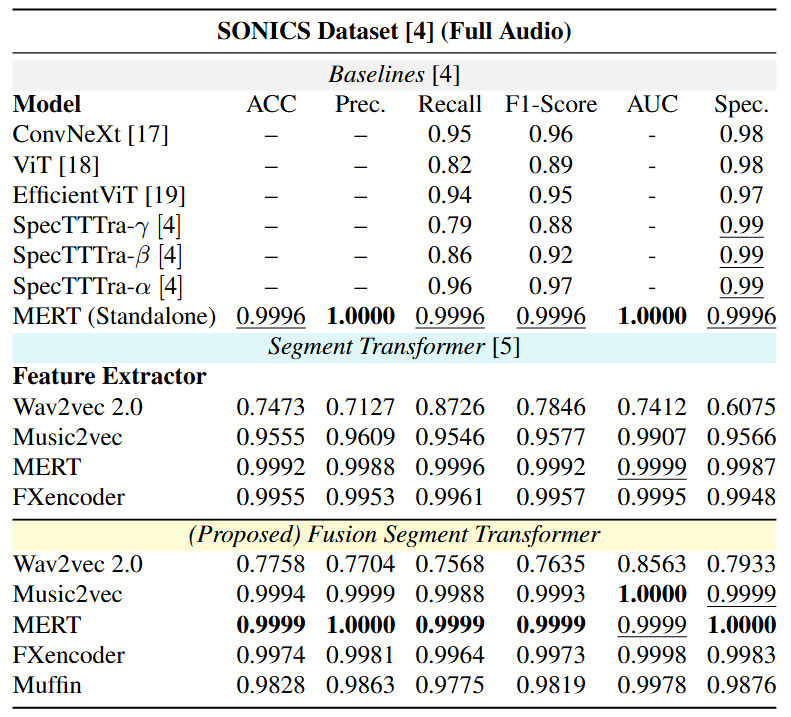 SONICS Dataset [4] (Full Audio)
Baselines [4]
Model ACC Prec. Recall F1-Score AUC Spec.
ConvNeXt [17] – – 0.95 0.96 - 0.98
ViT [18] – – 0.82 0.89 - 0.98
EfficientViT [19] – – 0.94 0.95 - 0.97
SpecTTTra-γ [4] – – 0.79 0.88 - 0.99
SpecTTTra-β [4] – – 0.86 0.92 - 0.99
SpecTTTra-α [4] – – 0.96 0.97 - 0.99
MERT (Standalone) 0.9996 1.0000 0.9996 0.9996 1.0000 0.9996
Segment Transformer [5]
Feature Extractor
Wav2vec 2.0 0.7473 0.7127 0.8726 0.7846 0.7412 0.6075
Music2vec 0.9555 0.9609 0.9546 0.9577 0.9907 0.9566
MERT 0.9992 0.9988 0.9996 0.9992 0.9999 0.9987
FXencoder 0.9955 0.9953 0.9961 0.9957 0.9995 0.9948
(Proposed) Fusion Segment Transformer
Wav2vec 2.0 0.7758 0.7704 0.7568 0.7635 0.8563 0.7933
Music2vec 0.9994 0.9999 0.9988 0.9993 1.0000 0.9999
MERT 0.9999 1.0000 0.9999 0.9999 0.9999 1.0000
FXencoder 0.9974 0.9981 0.9964 0.9973 0.9998 0.9983
Muffin 0.9828 0.9863 0.9775 0.9819 0.9978 0.9876